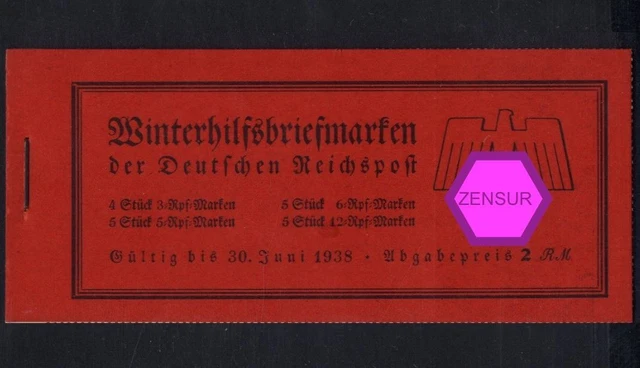 Winterhilfsbriefmarken
der Deutschen Reichspost
4 Stück 3-Rpf-Marken 5 Stück 6-Rpf-Marken
5 Stück 5-Rpf-Marken 5 Stück 12-Rpf-Marken
Gültig bis 30. Juni 1938 · Abgabepreis 2 RM
ZENSUR